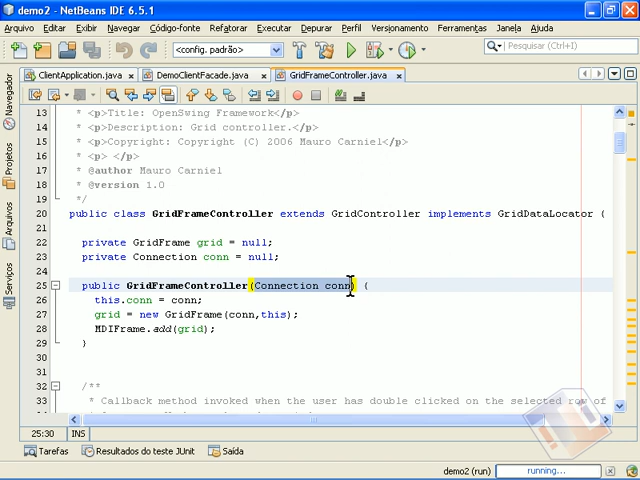 demo2 - NetBeans IDE 6.5.1
Arquivo Editar Exibir Navegar Código-fonte Refatorar Executar Depurar Perfil Equipe(m) Versionamento Ferramentas Janela Ajuda
<config. padrão>
Pesquisar (Ctrl+I)
ClientApplication.java
DemoClientFacade.java
GridFrameController.java
Navegador
Projetos
Arquivos
Serviços
13 * <p>Title: OpenSwing Framework</p>
14 * <p>Description: Grid controller.</p>
15 * <p>Copyright: Copyright (C) 2006 Mauro Carniel</p>
16 * <p> </p>
17 * @author Mauro Carniel
18 * @version 1.0
19 */
20 public class GridFrameController extends GridController implements GridDataLocator {
21
22 private GridFrame grid = null;
23 private Connection conn = null;
24
25 public GridFrameController(Connection conn) {
26 this.conn = conn;
27 grid = new GridFrame(conn,this);
28 MDIFrame.add(grid);
29 }
30
31
32 /**
33 * Callback method invoked when the user has double clicked on the selected row of
34
25:30 INS
Tarefas
Resultados do teste JUnit
Saída
demo2 (run)
running...